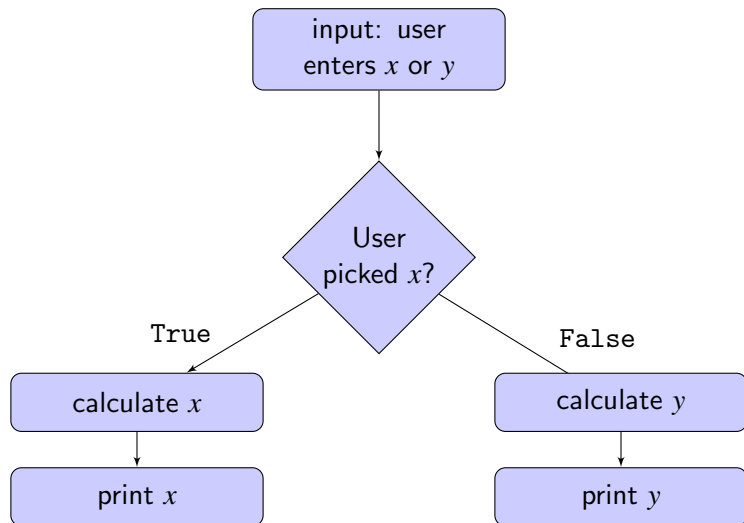 input: user
enters x or y
User
picked x?
True
False
calculate x
calculate y
print x
print y